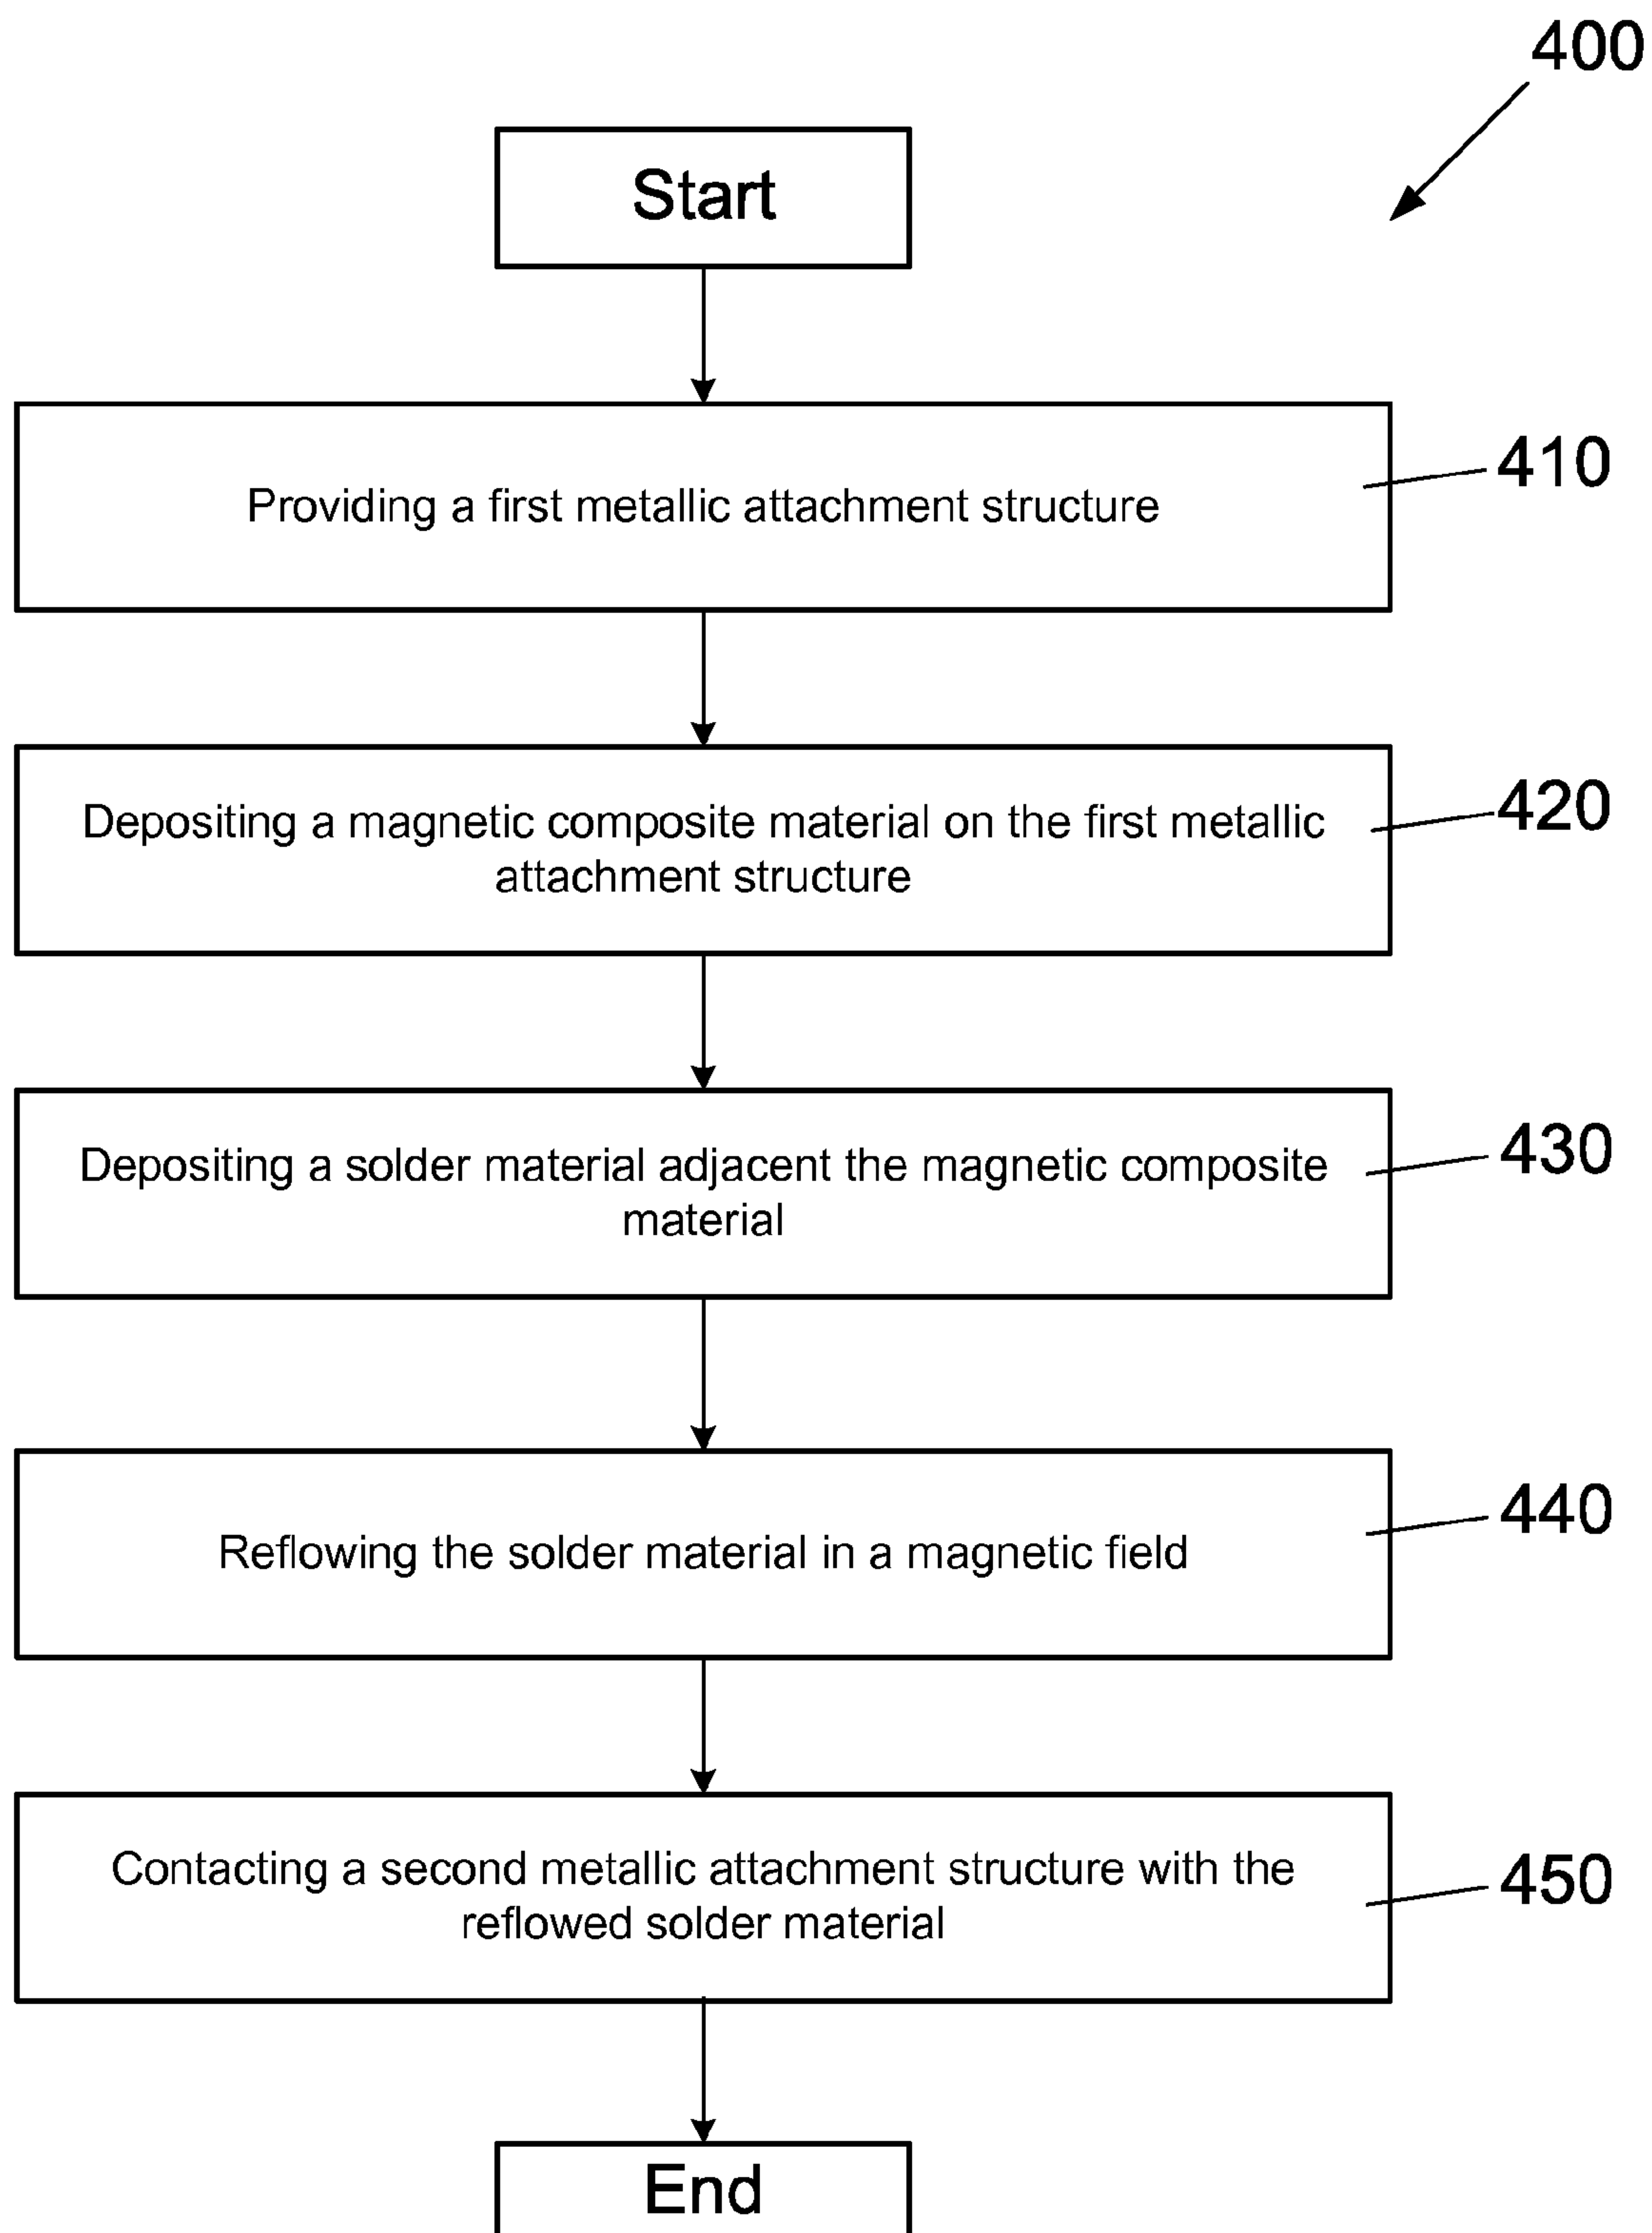 400
Start
Providing a first metallic attachment structure
410
Depositing a magnetic composite material on the first metallic
attachment structure
420
Depositing a solder material adjacent the magnetic composite
material
430
Reflowing the solder material in a magnetic field
440
Contacting a second metallic attachment structure with the
reflowed solder material
450
End